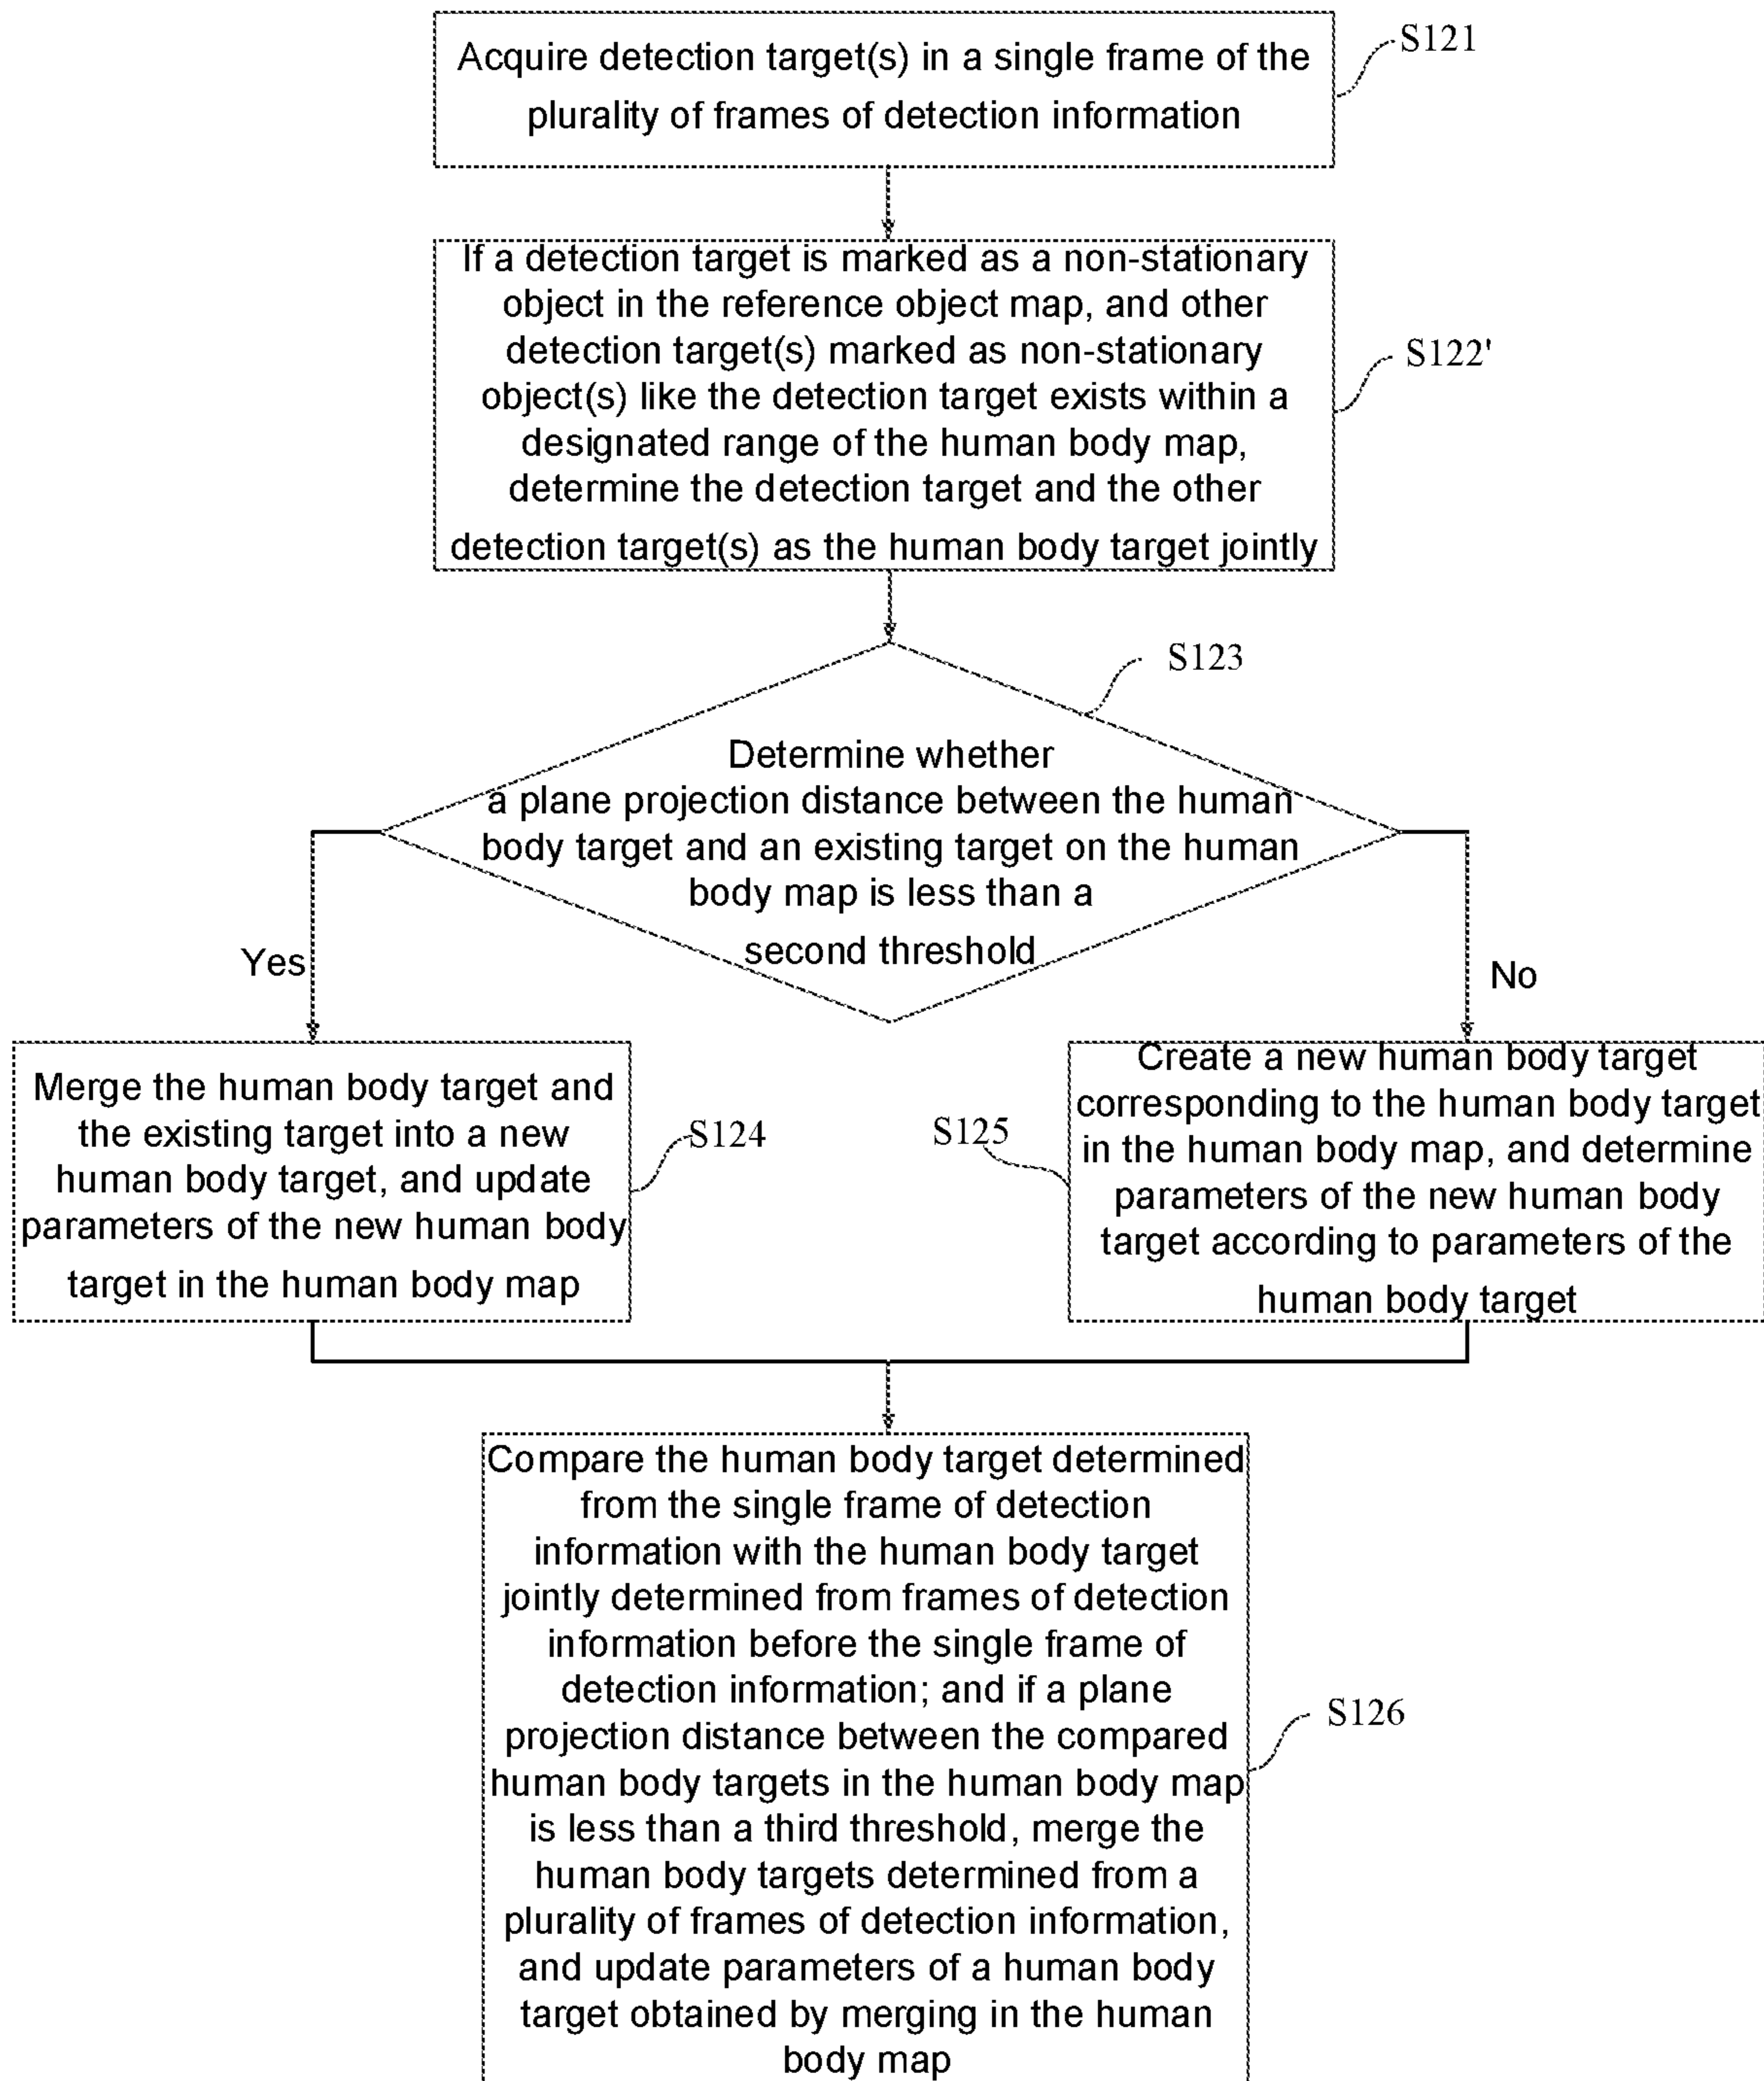 Acquire detection target(s) in a single frame of the
plurality of frames of detection information
S121
If a detection target is marked as a non-stationary
object in the reference object map, and other
detection target(s) marked as non-stationary
object(s) like the detection target exists within a
designated range of the human body map,
determine the detection target and the other
detection target(s) as the human body target jointly
S122'
S123
Determine whether
a plane projection distance between the human
body target and an existing target on the human
body map is less than a
second threshold
Yes
No
Merge the human body target and
the existing target into a new
human body target, and update
parameters of the new human body
target in the human body map
S124
S125
Create a new human body target
corresponding to the human body target
in the human body map, and determine
parameters of the new human body
target according to parameters of the
human body target
Compare the human body target determined
from the single frame of detection
information with the human body target
jointly determined from frames of detection
information before the single frame of
detection information; and if a plane
projection distance between the compared
human body targets in the human body map
is less than a third threshold, merge the
human body targets determined from a
plurality of frames of detection information,
and update parameters of a human body
target obtained by merging in the human
body map
S126